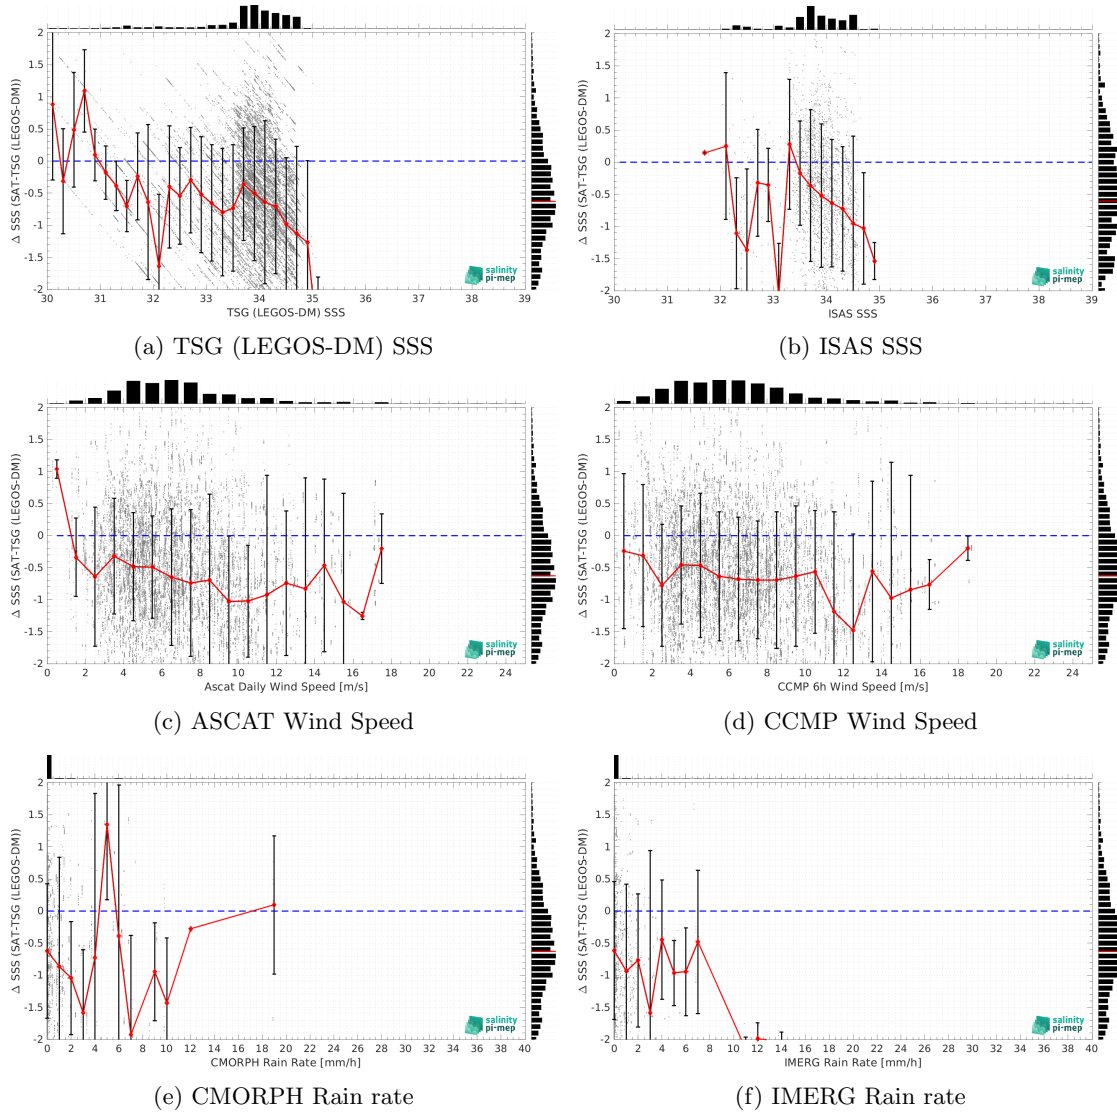 2
1.5
1
0.5
0
-0.5
-1
-1.5
-2
Δ SSS (SAT-TSG (LEGOS-DM))
30 31 32 33 34 35 36 37 38 39
TSG (LEGOS-DM) SSS
salinity
pi-mep
(a) TSG (LEGOS-DM) SSS
2
1.5
1
0.5
0
-0.5
-1
-1.5
-2
Δ SSS (SAT-TSG (LEGOS-DM))
30 31 32 33 34 35 36 37 38 39
ISAS SSS
salinity
pi-mep
(b) ISAS SSS
2
1.5
1
0.5
0
-0.5
-1
-1.5
-2
Δ SSS (SAT-TSG (LEGOS-DM))
0 2 4 6 8 10 12 14 16 18 20 22 24
Ascat Daily Wind Speed [m/s]
salinity
pi-mep
(c) ASCAT Wind Speed
2
1.5
1
0.5
0
-0.5
-1
-1.5
-2
Δ SSS (SAT-TSG (LEGOS-DM))
0 2 4 6 8 10 12 14 16 18 20 22 24
CCMP 6h Wind Speed [m/s]
salinity
pi-mep
(d) CCMP Wind Speed
2
1.5
1
0.5
0
-0.5
-1
-1.5
-2
Δ SSS (SAT-TSG (LEGOS-DM))
0 2 4 6 8 10 12 14 16 18 20 22 24 26 28 30 32 34 36 38 40
CMORPH Rain Rate [mm/h]
salinity
pi-mep
(e) CMORPH Rain rate
2
1.5
1
0.5
0
-0.5
-1
-1.5
-2
Δ SSS (SAT-TSG (LEGOS-DM))
0 2 4 6 8 10 12 14 16 18 20 22 24 26 28 30 32 34 36 38 40
IMERG Rain Rate [mm/h]
salinity
pi-mep
(f) IMERG Rain rate